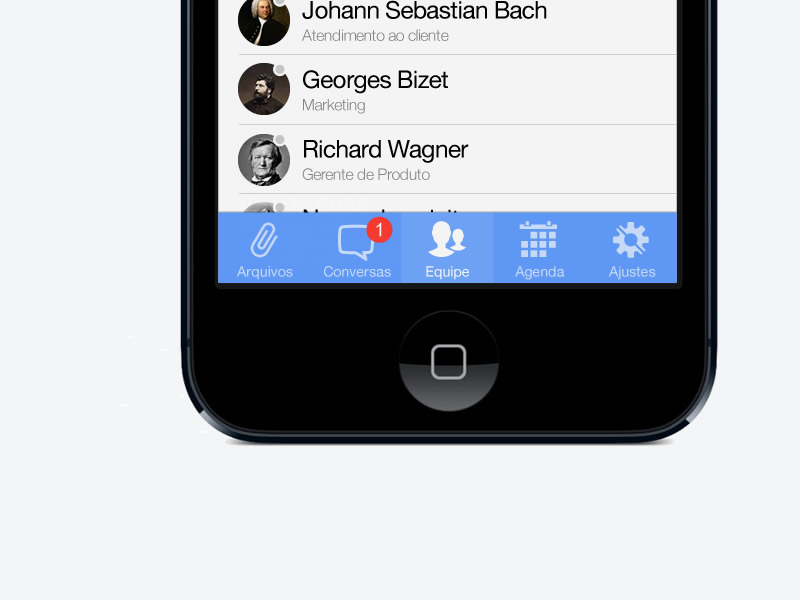 Johann Sebastian Bach
Atendimento ao cliente
Georges Bizet
Marketing
Richard Wagner
Gerente de Produto
1
Arquivos
Conversas
Equipe
Agenda
Ajustes